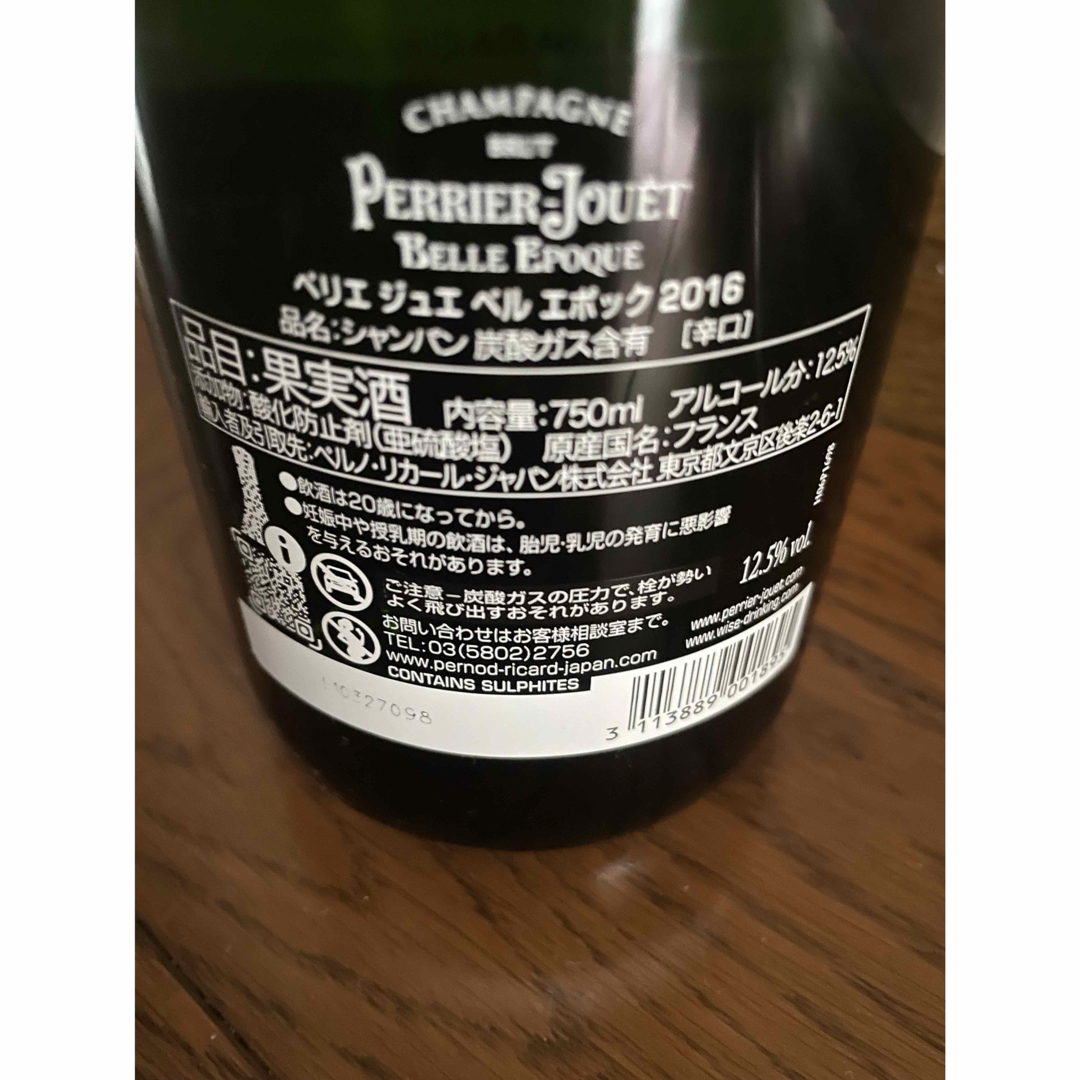 CHAMPAGNE
BRUT
PERRIER-JOUËT
BELLE EPOQUE
ペリエ ジュエ ベル エポック 2016
品名:シャンパン 炭酸ガス含有 [辛口]
品目:果実酒 内容量:750ml アルコール分:12.5%
添加物:酸化防止剤(亜硫酸塩) 原産国名:フランス
輸入者及引取先:ペルノ・リカール・ジャパン株式会社 東京都文京区後楽2-6-1
●飲酒は20歳になってから。
●妊娠中や授乳期の飲酒は、胎児・乳児の発育に悪影響
を与えるおそれがあります。
i
ご注意-炭酸ガスの圧力で、栓が勢い
よく飛び出すおそれがあります。
お問い合わせはお客様相談室まで。
TEL:03(5802)2756
www.pernod-ricard-japan.com
CONTAINS SULPHITES
12.5% vol.
www.perrier-jouet.com
www.wise-drinking.com
3 113889 00189